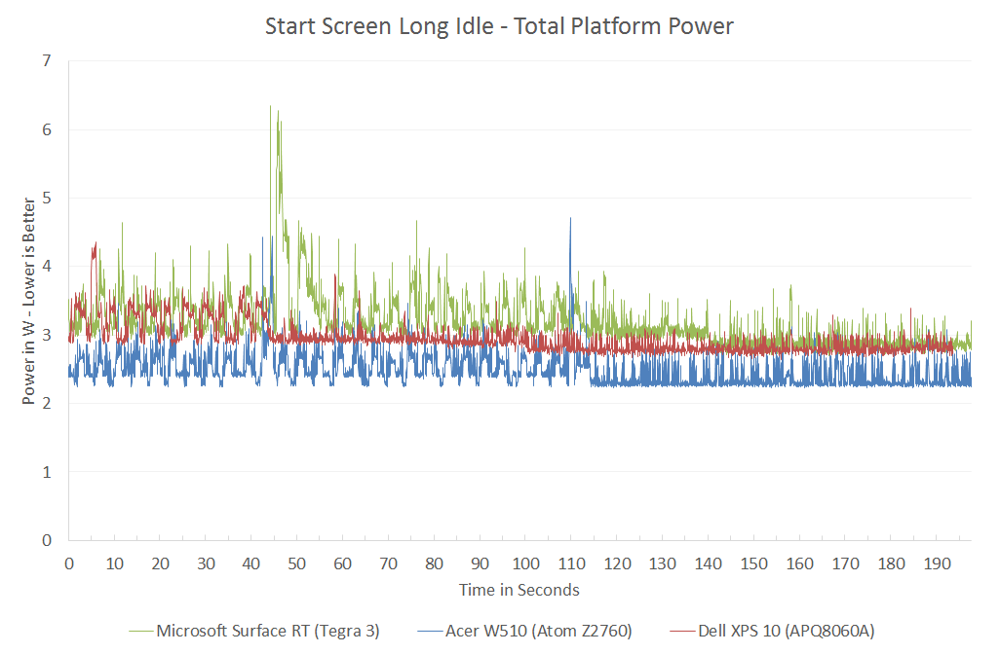 Start Screen Long Idle - Total Platform Power
7
6
5
4
3
2
1
0
Power in W - Lower is Better
0 10 20 30 40 50 60 70 80 90 100 110 120 130 140 150 160 170 180 190
Time in Seconds
Microsoft Surface RT (Tegra 3) Acer W510 (Atom Z2760) Dell XPS 10 (APQ8060A)